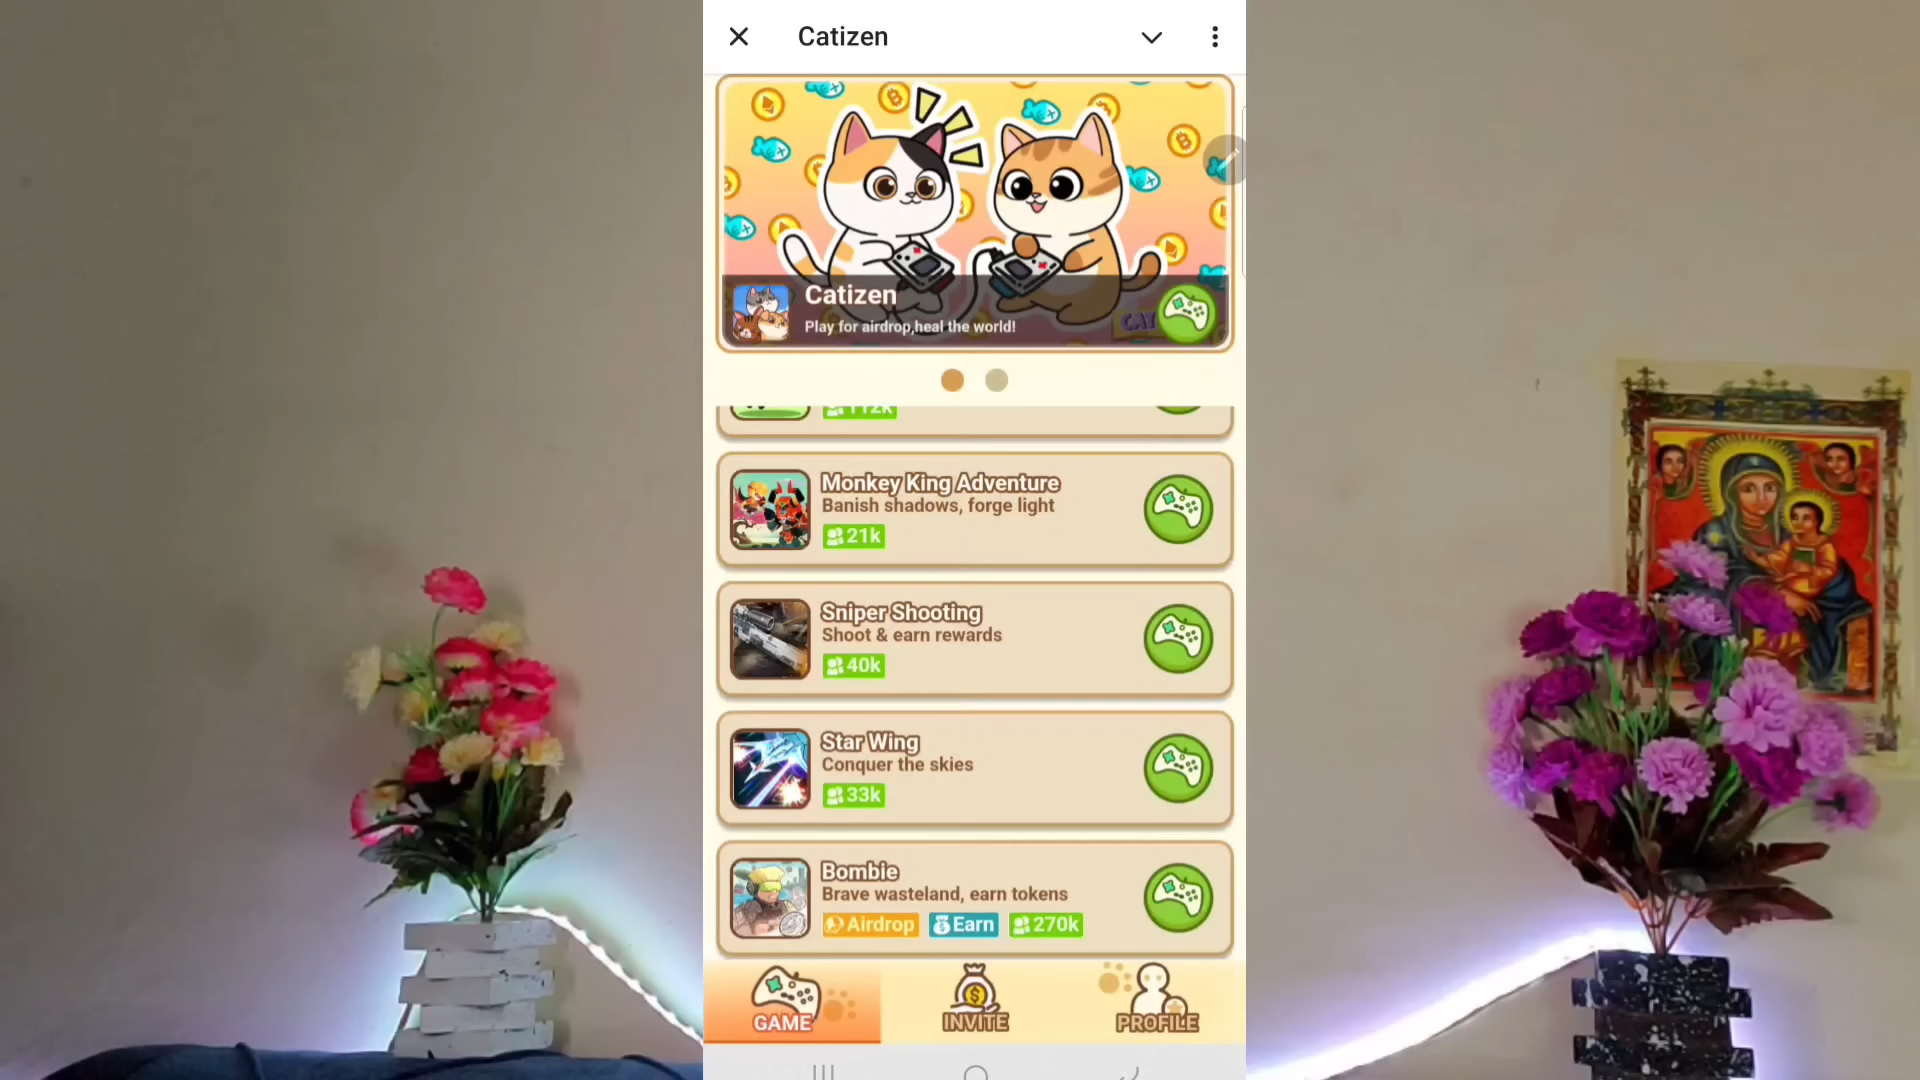 Catizen
CAT
Catizen
Play for airdrop,heal the world!
112k
Monkey King Adventure
Banish shadows, forge light
21k
Sniper Shooting
Shoot & earn rewards
40k
Star Wing
Conquer the skies
33k
Bombie
Brave wasteland, earn tokens
Airdrop Earn 270k
GAME INVITE PROFILE